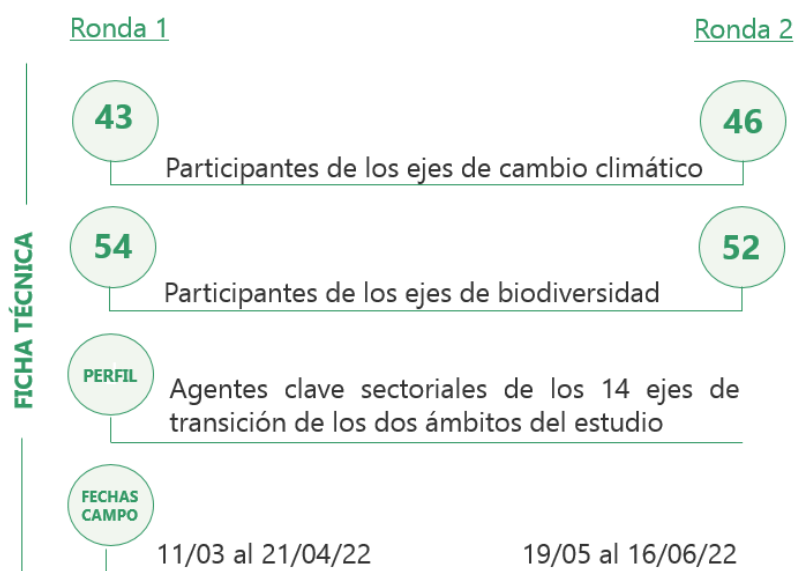 Ronda 1
Ronda 2
FICHA TÉCNICA
43
46
Participantes de los ejes de cambio climático
54
52
Participantes de los ejes de biodiversidad
PERFIL
Agentes clave sectoriales de los 14 ejes de
transición de los dos ámbitos del estudio
FECHAS
CAMPO
11/03 al 21/04/22
19/05 al 16/06/22